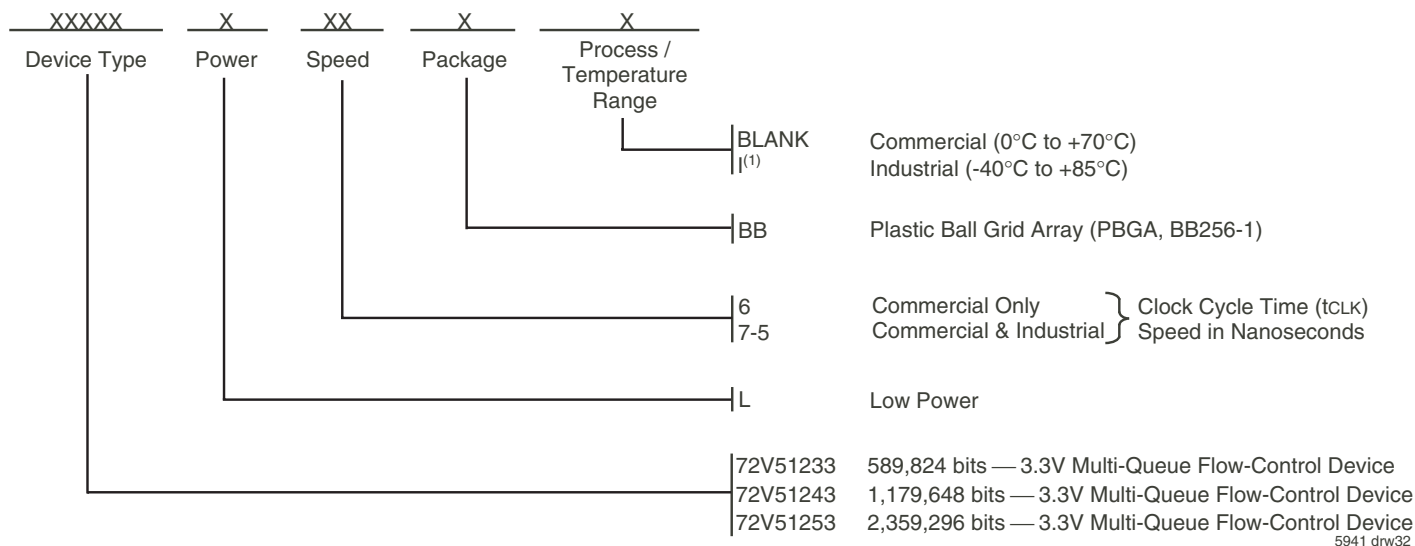 XXXXX X XX X X
Device Type Power Speed Package Process / Temperature Range
BLANK Commercial (0°C to +70°C)
I(1) Industrial (-40°C to +85°C)
BB Plastic Ball Grid Array (PBGA, BB256-1)
6 Commercial Only Clock Cycle Time (tCLK)
7-5 Commercial & Industrial Speed in Nanoseconds
L Low Power
72V51233 589,824 bits — 3.3V Multi-Queue Flow-Control Device
72V51243 1,179,648 bits — 3.3V Multi-Queue Flow-Control Device
72V51253 2,359,296 bits — 3.3V Multi-Queue Flow-Control Device
5941 drw32